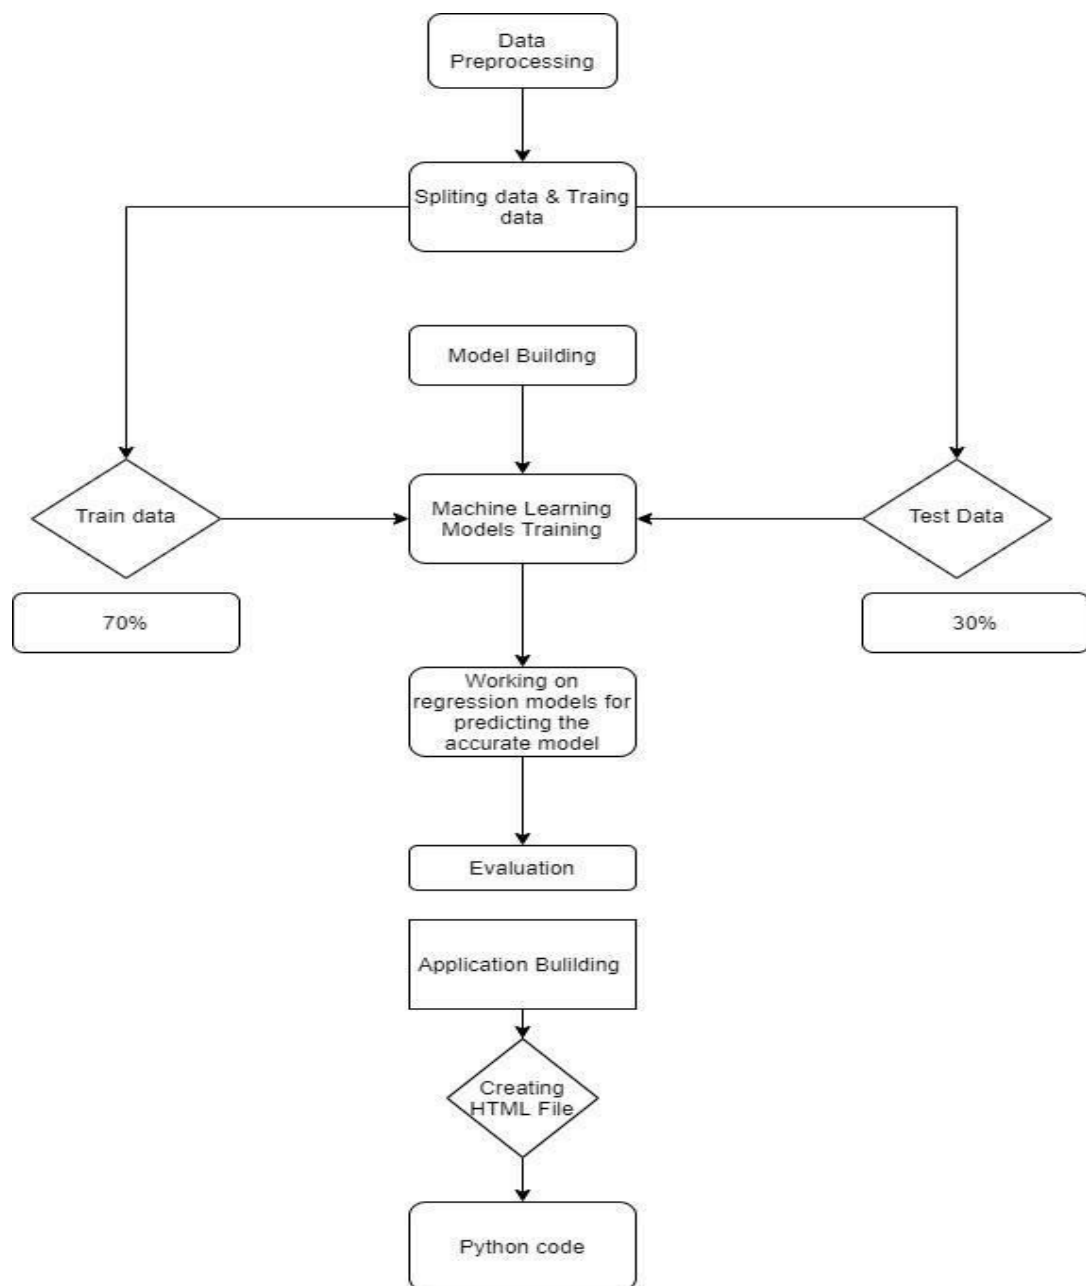 Data
Preprocessing
Spliting data & Traing
data
Model Building
Train data
Machine Learning
Models Training
Test Data
70%
30%
Working on
regression models for
predicting the
accurate model
Evaluation
Application Bulilding
Creating
HTML File
Python code